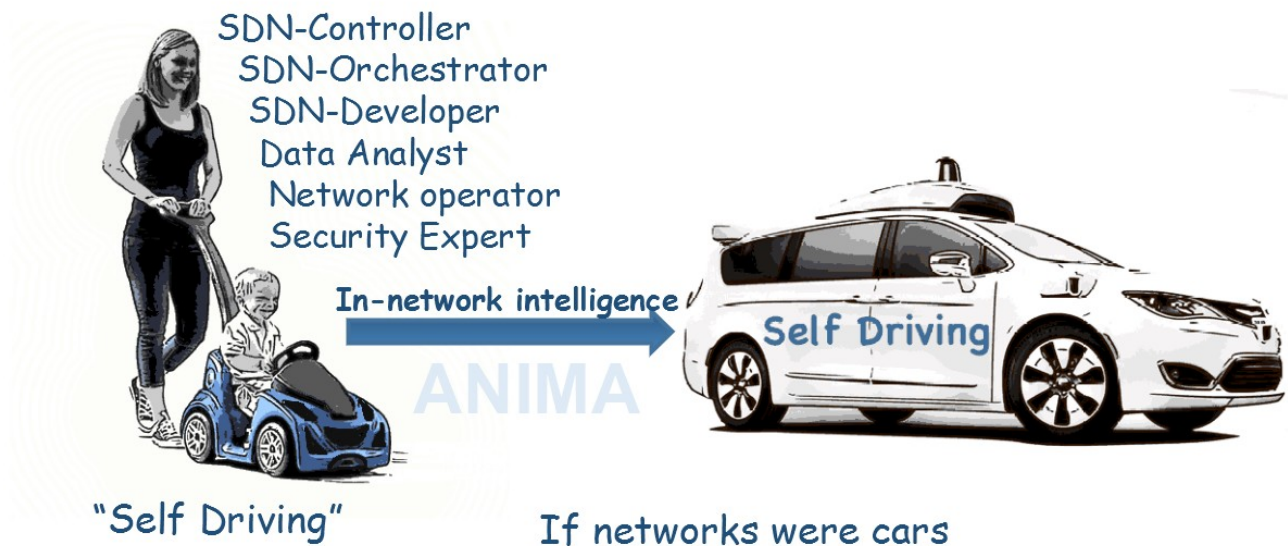 SDN-Controller
SDN-Orchestrator
SDN-Developer
Data Analyst
Network operator
Security Expert
In-network intelligence
ANIMA
Self Driving
“Self Driving”
If networks were cars